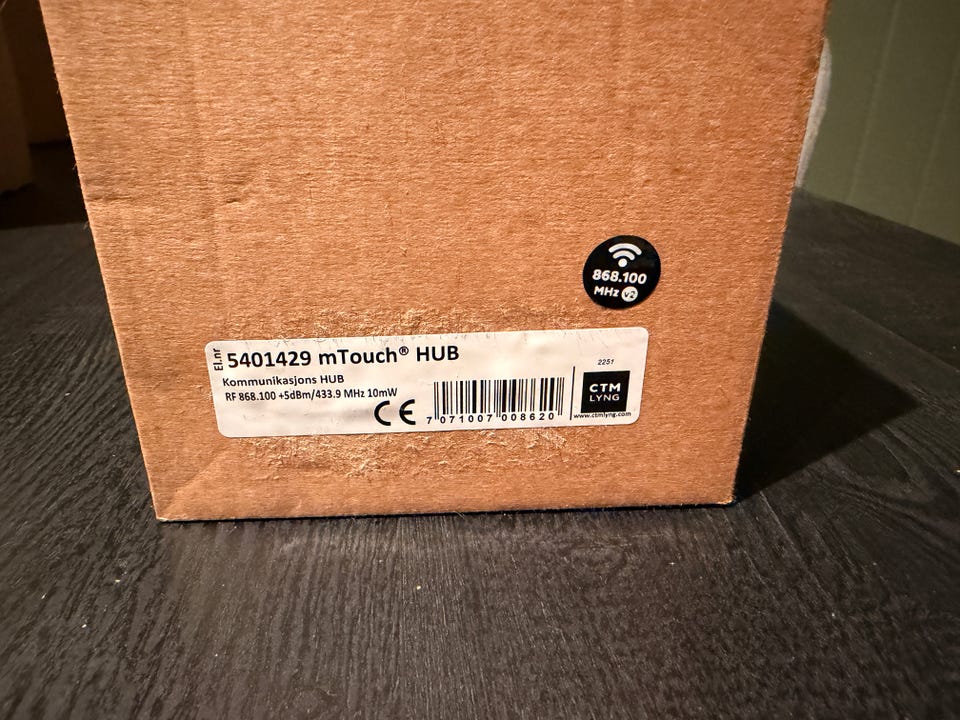 868.100
MHz v2
El.nr
5401429 mTouch® HUB
Kommunikasjons HUB
RF 868.100 +5dBm/433.9 MHz 10mW
CE
7 071007 008620
2251
CTM
LYNG
www.ctmlyng.com